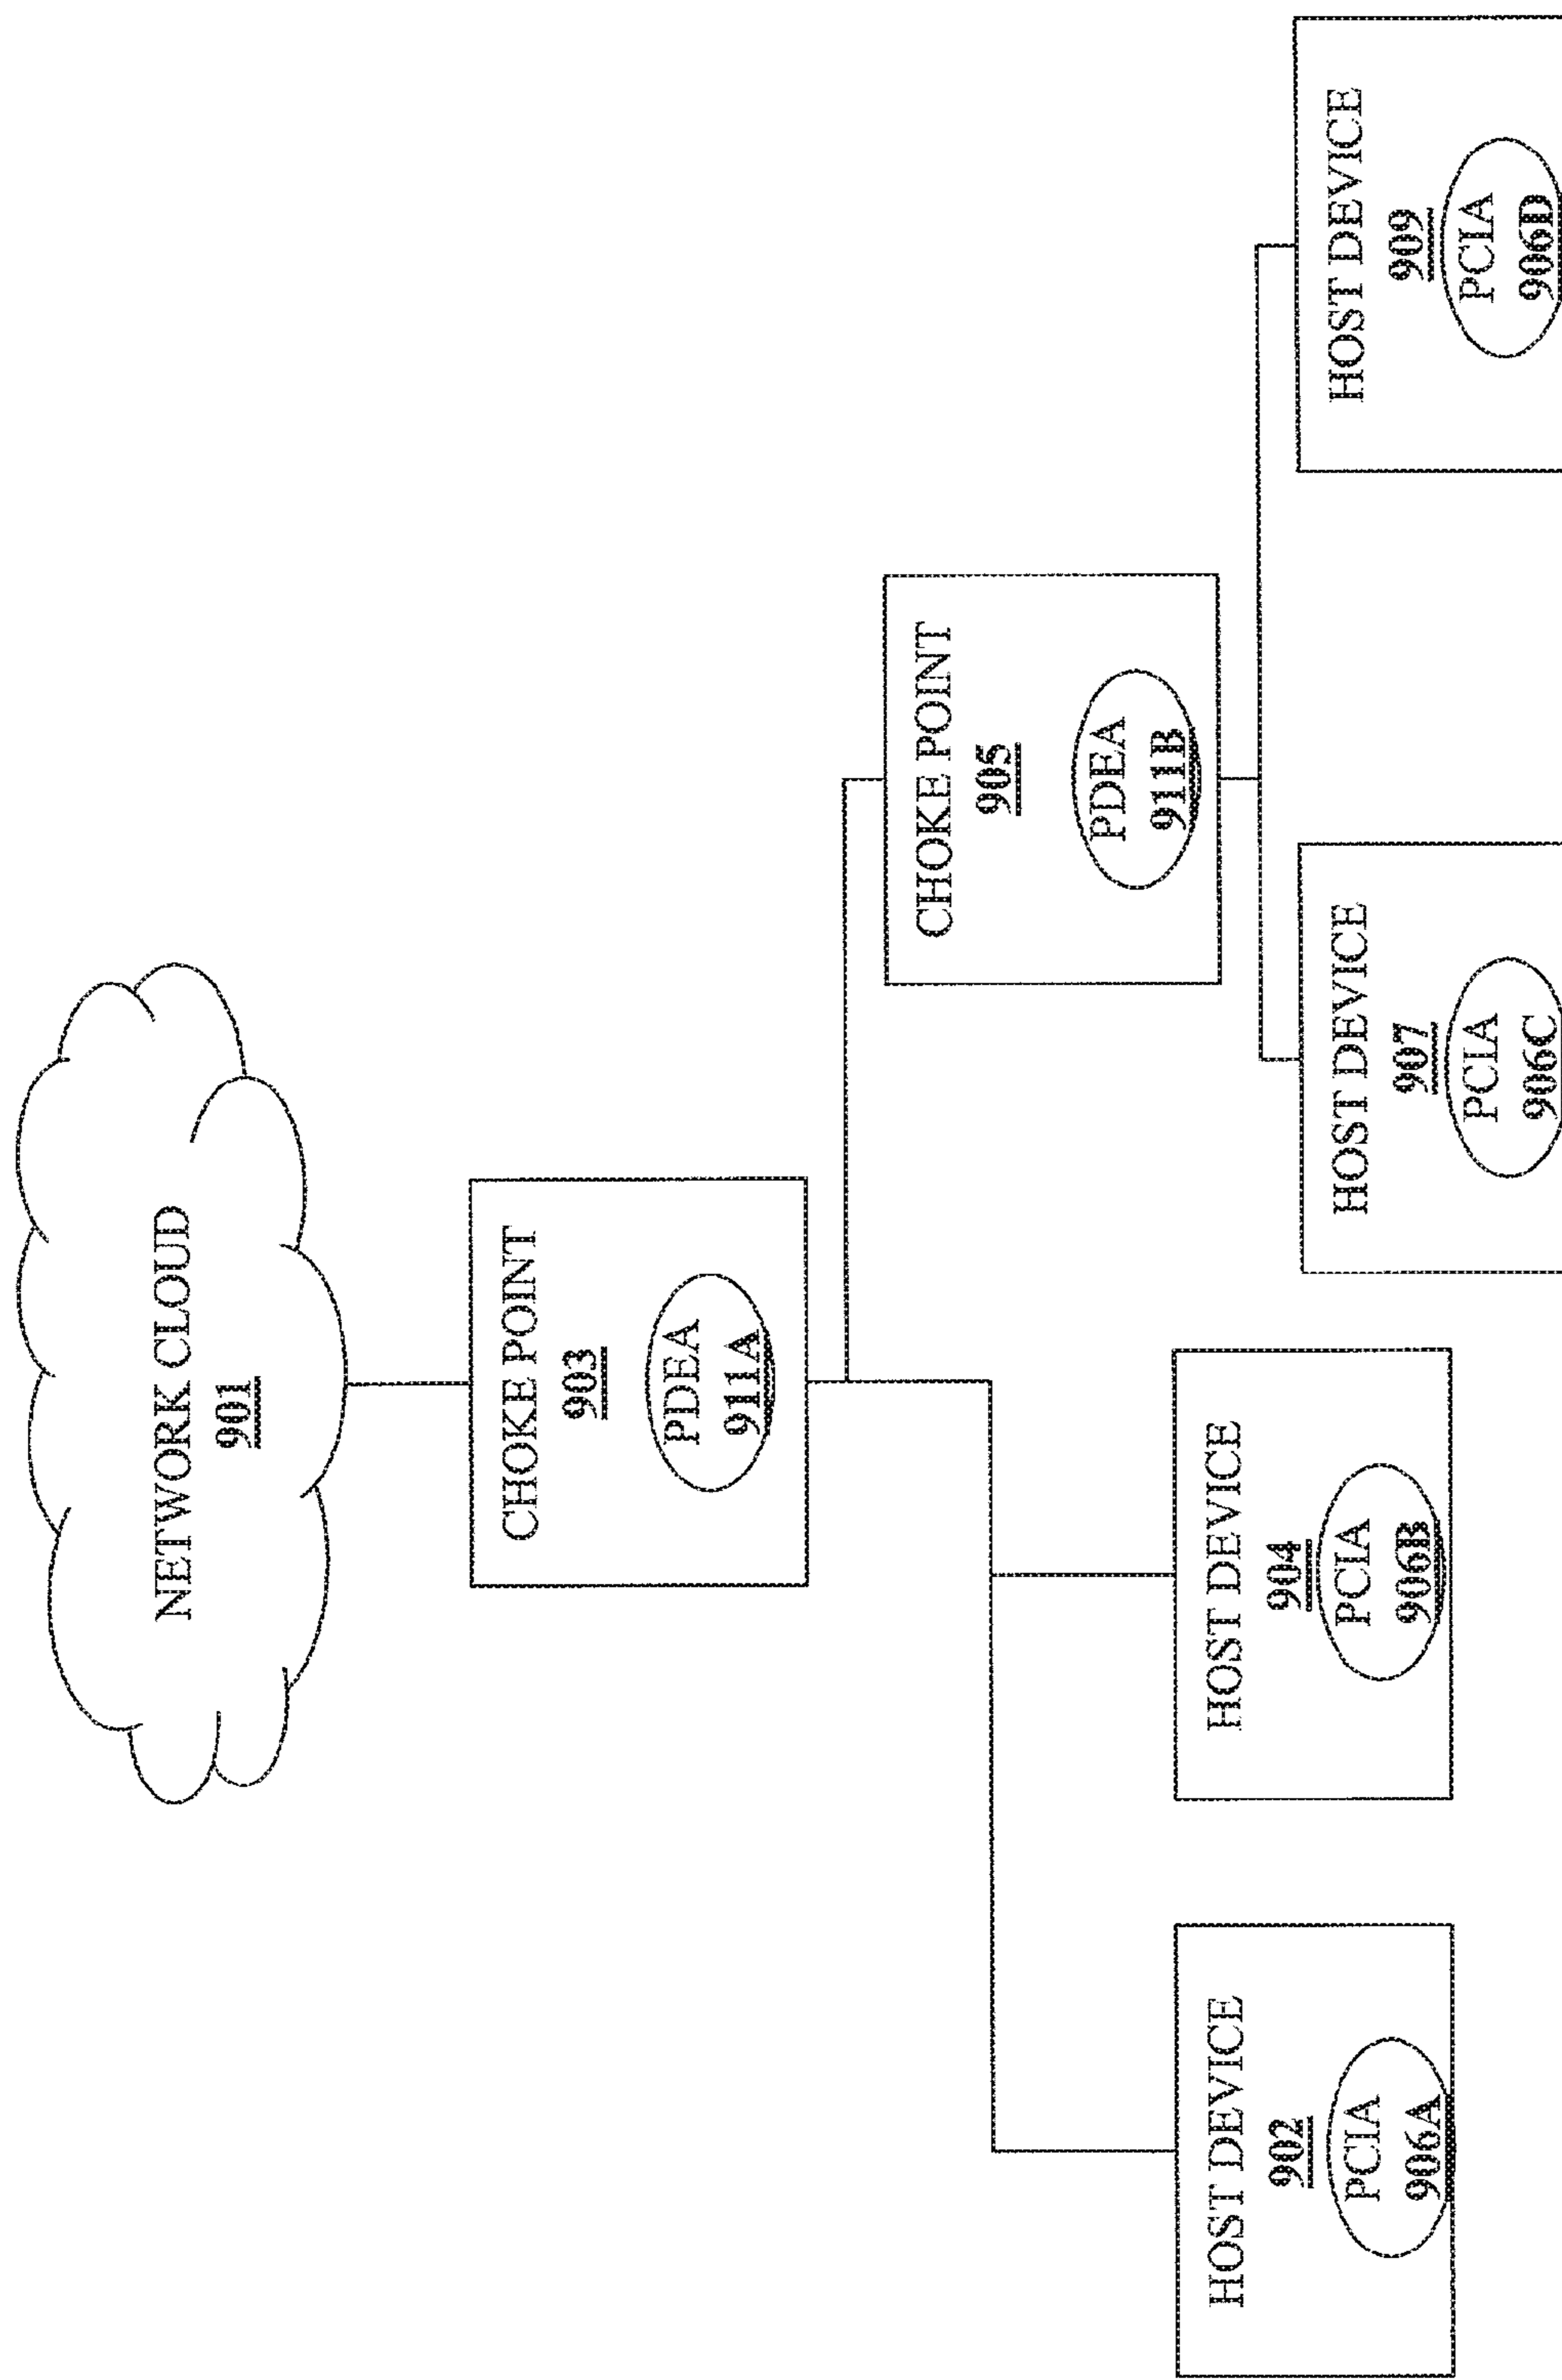 NETWORK CLOUD
901
CHOKE POINT
903
PDEA
911A
CHOKE POINT
905
PDEA
911B
HOST DEVICE
902
PCIA
906A
HOST DEVICE
904
PCIA
906B
HOST DEVICE
907
PCIA
906C
HOST DEVICE
909
PCIA
906D